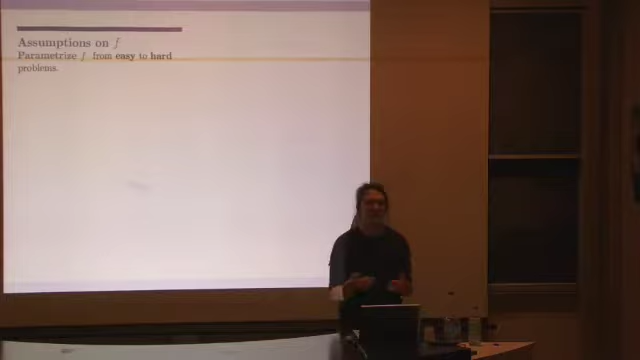 Assumptions on f
Parametrize f from easy to hard
problems.